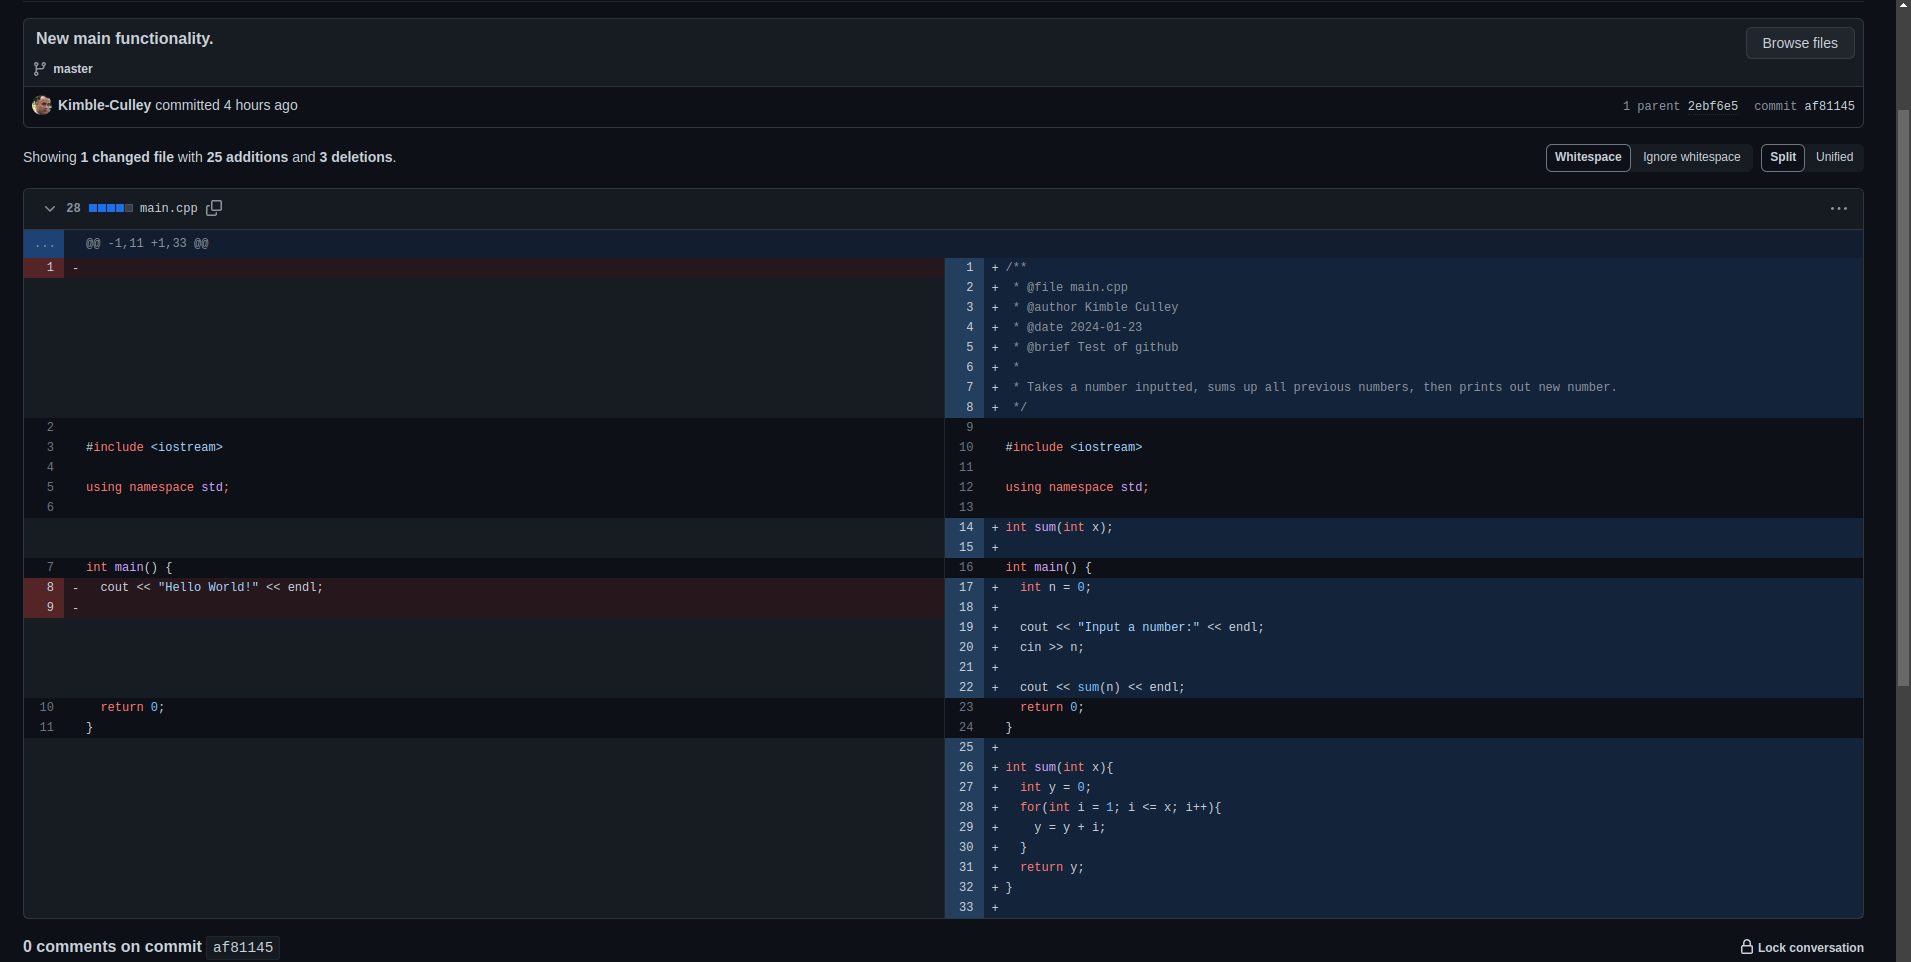 New main functionality.
Browse files
master
Kimble-Culley committed 4 hours ago
1 parent 2ebf6e5 commit af81145
Showing 1 changed file with 25 additions and 3 deletions.
Whitespace Ignore whitespace Split Unified
28 main.cpp
... @@ -1,11 +1,33 @@
1 -
2
3 #include <iostream>
4
5 using namespace std;
6
7 int main() {
8 - cout << "Hello World!" << endl;
9 -
10 return 0;
11 }
1 + /**
2 + * @file main.cpp
3 + * @author Kimble Culley
4 + * @date 2024-01-23
5 + * @brief Test of github
6 + *
7 + * Takes a number inputted, sums up all previous numbers, then prints out new number.
8 + */
9
10 #include <iostream>
11
12 using namespace std;
13
14 + int sum(int x);
15 +
16 int main() {
17 + int n = 0;
18 +
19 + cout << "Input a number:" << endl;
20 + cin >> n;
21 +
22 + cout << sum(n) << endl;
23 return 0;
24 }
25 +
26 + int sum(int x){
27 + int y = 0;
28 + for(int i = 1; i <= x; i++){
29 + y = y + i;
30 + }
31 + return y;
32 + }
33 +
0 comments on commit af81145
Lock conversation